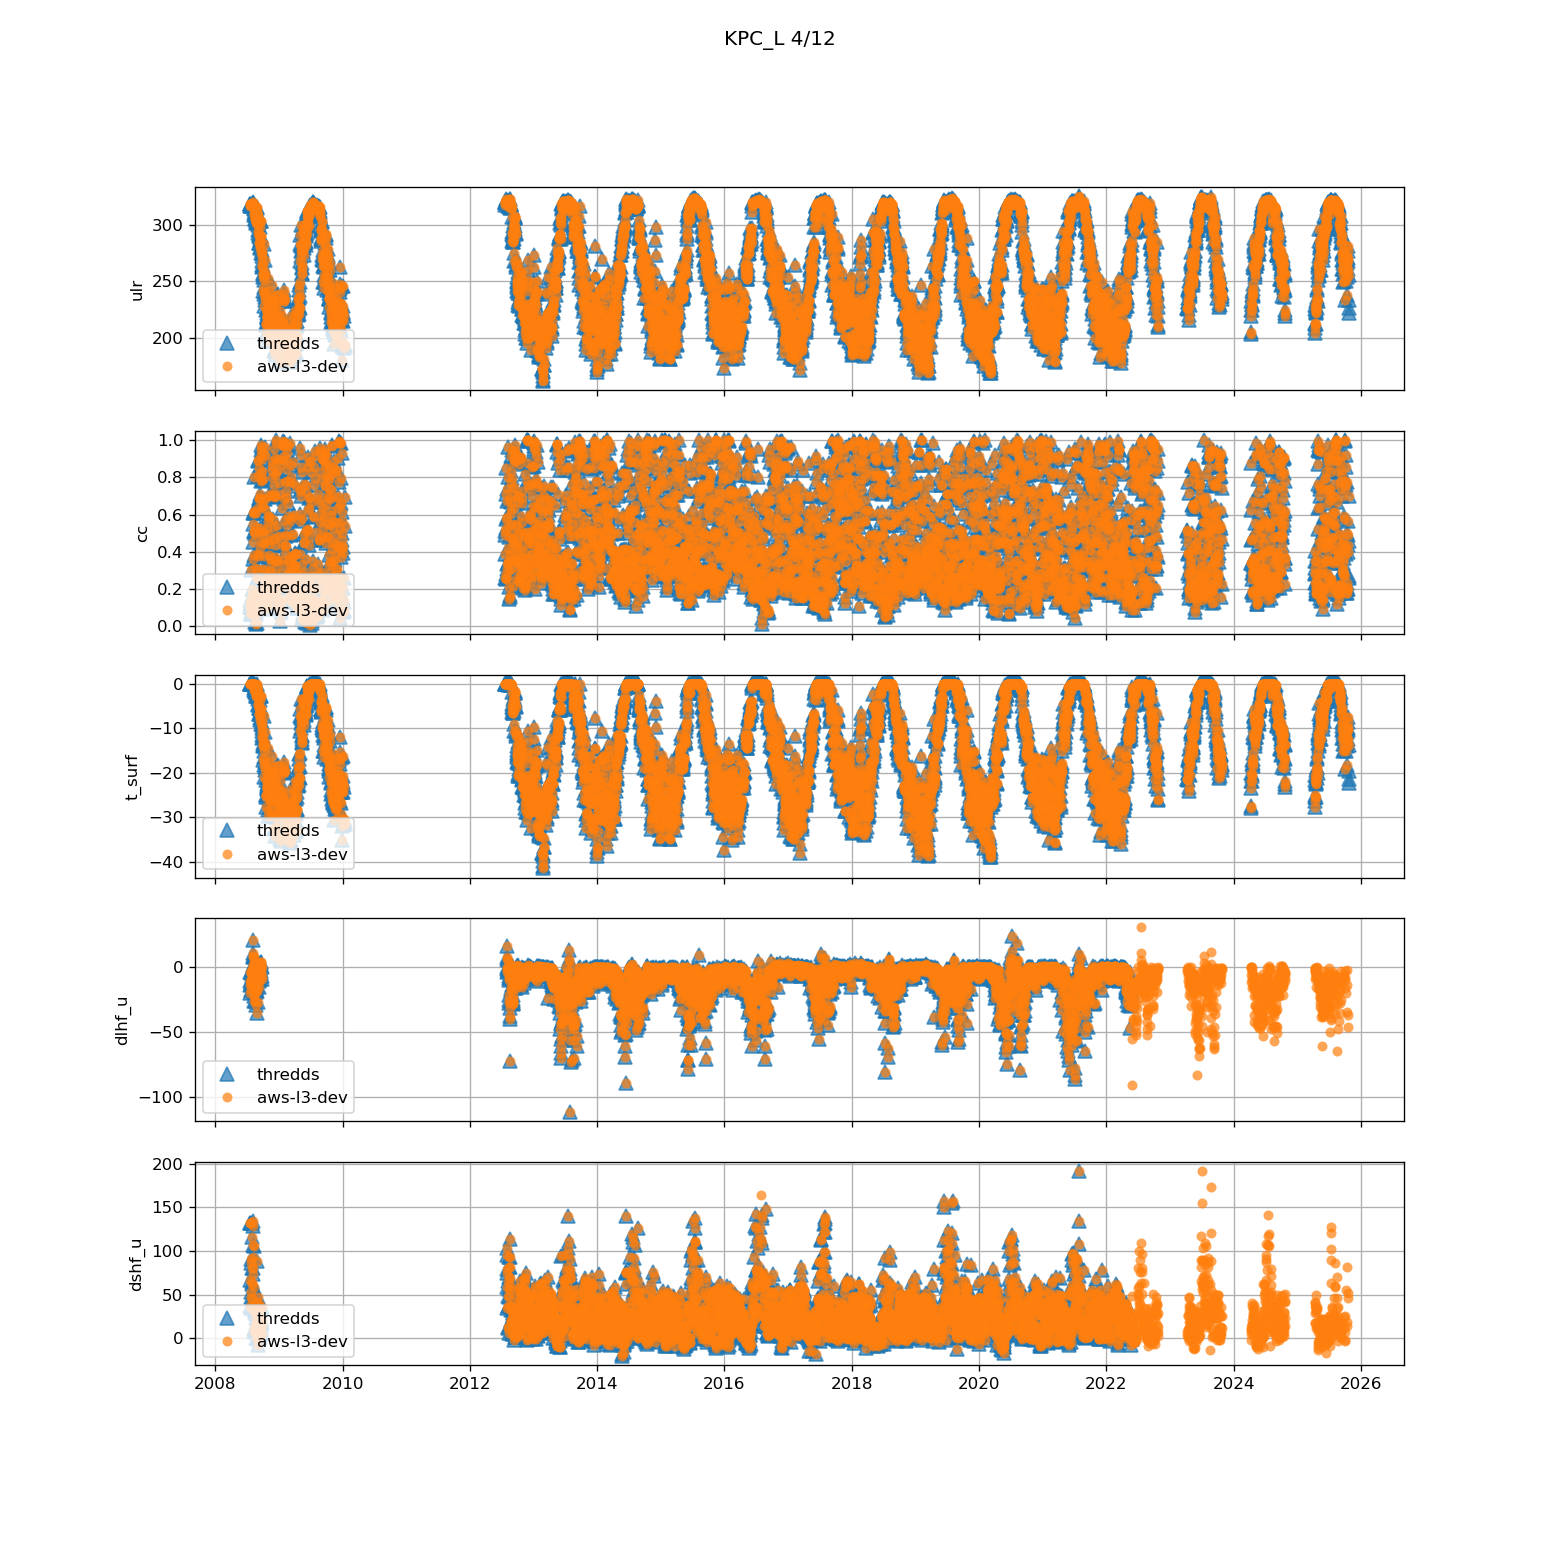 KPC_L 4/12
300
250
200
ulr
thredds
aws-l3-dev
1.0
0.8
0.6
0.4
0.2
0.0
cc
thredds
aws-l3-dev
0
−10
−20
−30
−40
t_surf
thredds
aws-l3-dev
0
−50
−100
dlhf_u
thredds
aws-l3-dev
200
150
100
50
0
dshf_u
thredds
aws-l3-dev
2008 2010 2012 2014 2016 2018 2020 2022 2024 2026